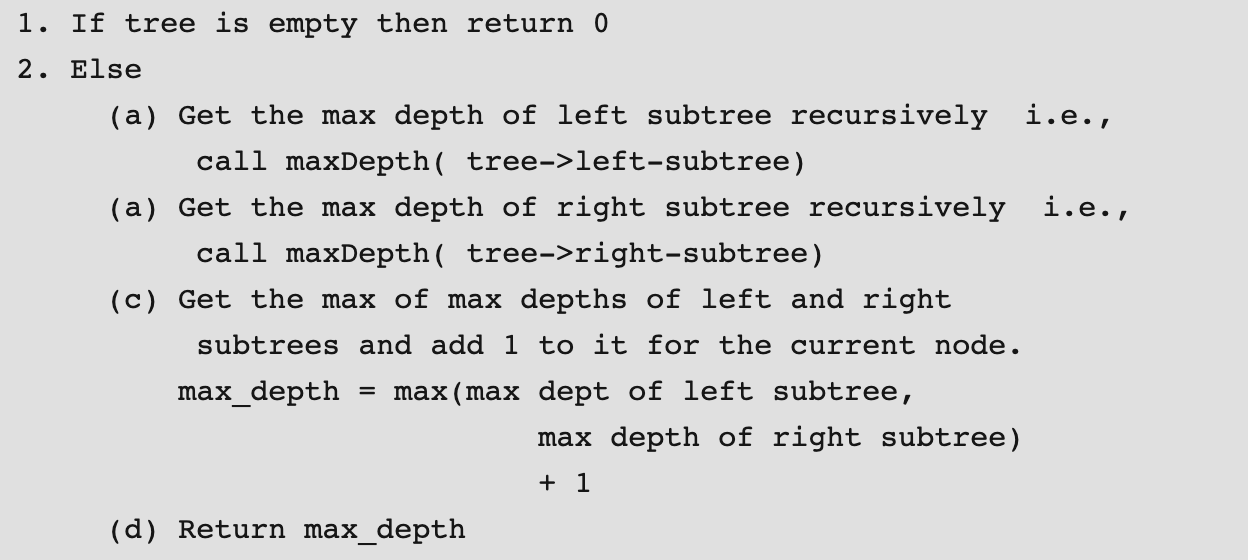 1. If tree is empty then return 0
2. Else
(a) Get the max depth of left subtree recursively  i.e.,
call maxDepth( tree->left-subtree)
(a) Get the max depth of right subtree recursively  i.e.,
call maxDepth( tree->right-subtree)
(c) Get the max of max depths of left and right
subtrees and add 1 to it for the current node.
max_depth = max(max dept of left subtree,
max depth of right subtree)
+ 1
(d) Return max_depth